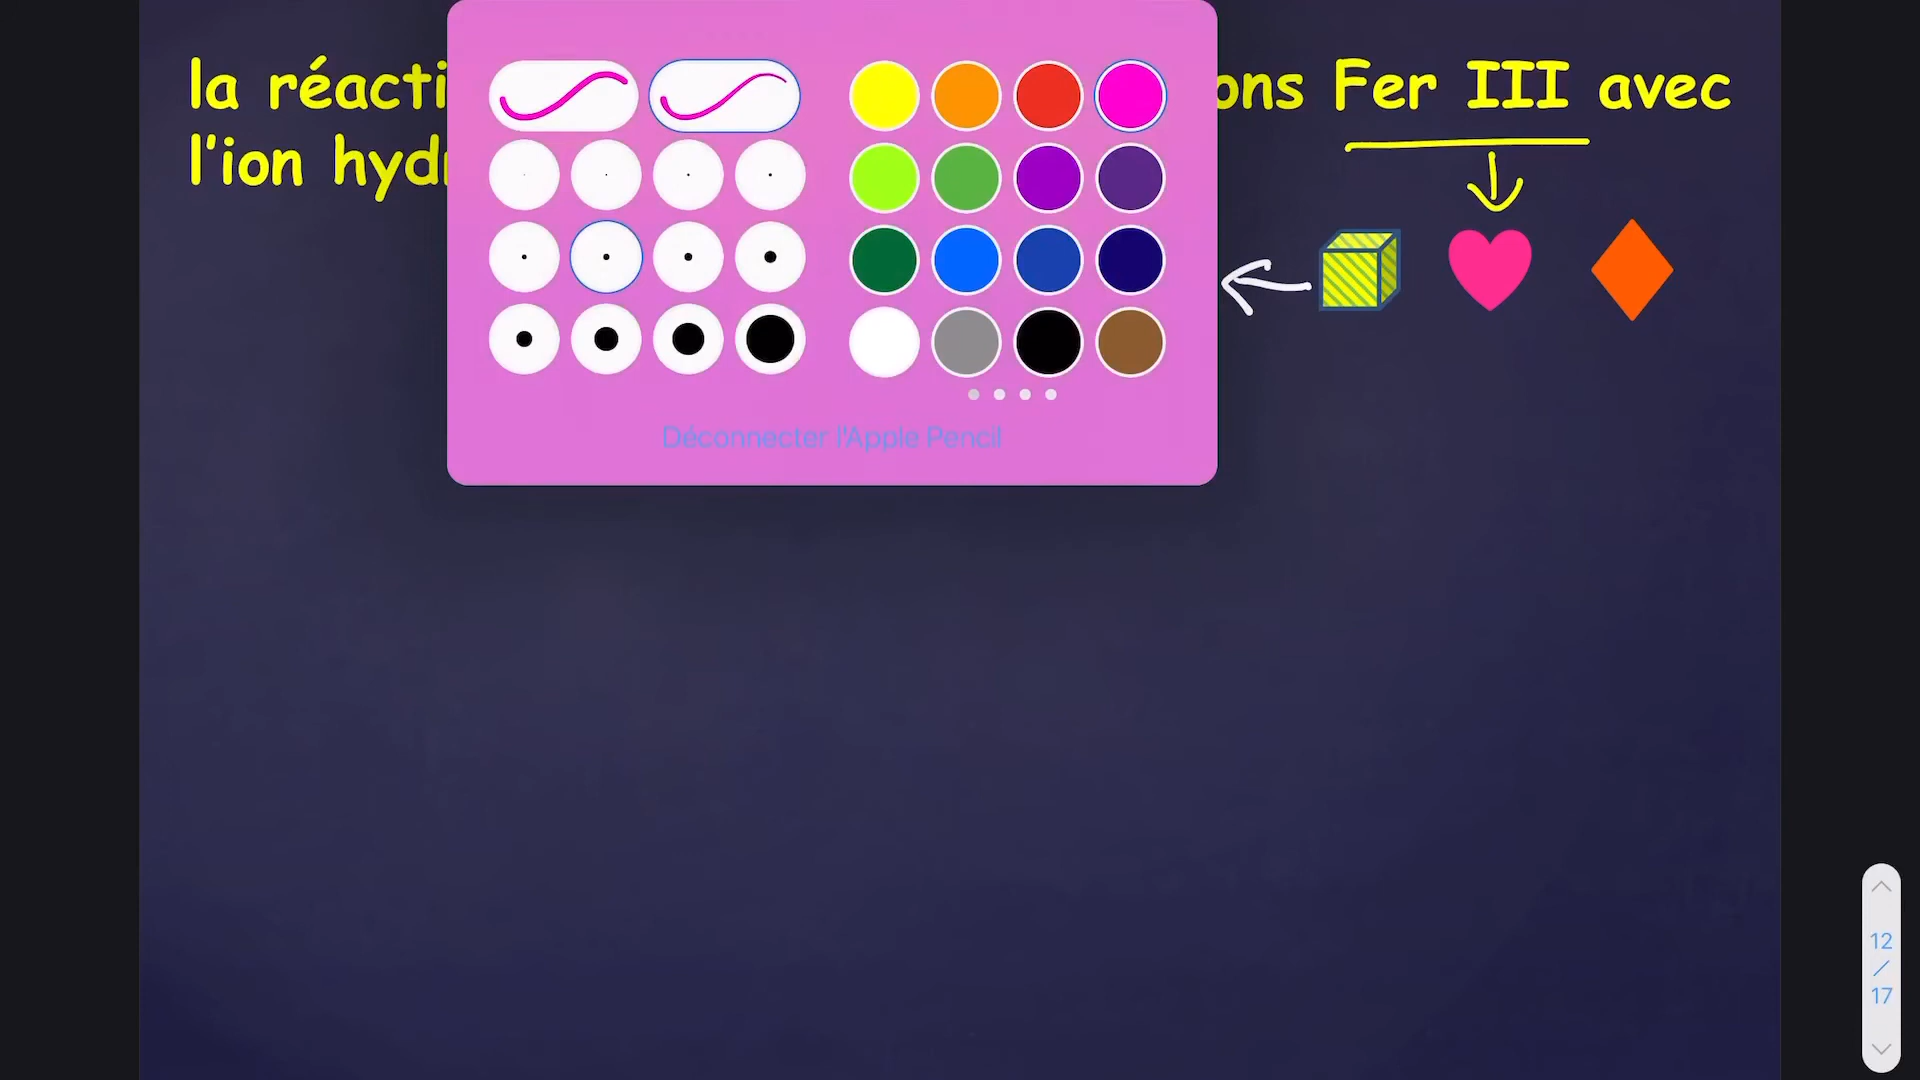 la réacti ons Fer III avec
l'ion hyd
Déconnecter l'Apple Pencil
12
/
17